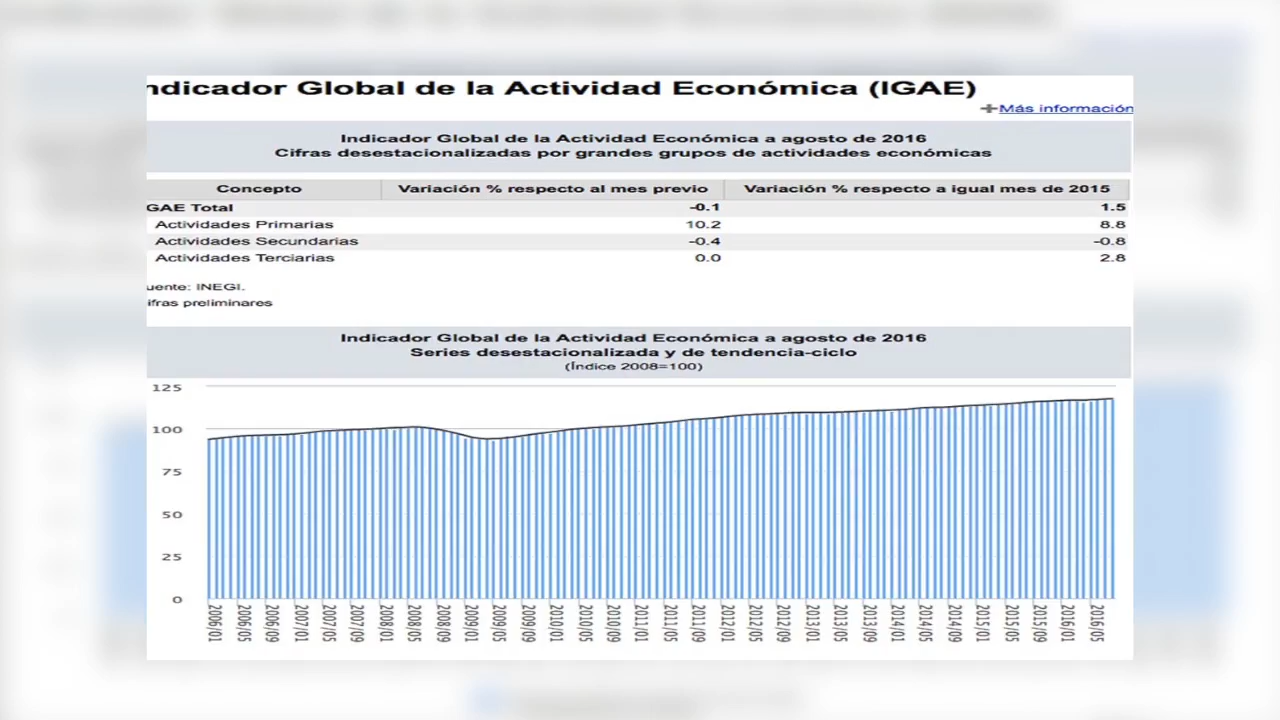 ndicador Global de la Actividad Económica (IGAE)
Más información
Indicador Global de la Actividad Económica a agosto de 2016
Cifras desestacionalizadas por grandes grupos de actividades económicas
Concepto Variación % respecto al mes previo Variación % respecto a igual mes de 2015
GAE Total -0.1 1.5
Actividades Primarias 10.2 8.8
Actividades Secundarias -0.4 -0.8
Actividades Terciarias 0.0 2.8
uente: INEGI.
ifras preliminares
Indicador Global de la Actividad Económica a agosto de 2016
Series desestacionalizada y de tendencia-ciclo
(Índice 2008=100)
125
100
75
50
25
0
2006/01 2006/05 2006/09 2007/01 2007/05 2007/09 2008/01 2008/05 2008/09 2009/01 2009/05 2009/09 2010/01 2010/05 2010/09 2011/01 2011/05 2011/09 2012/01 2012/05 2012/09 2013/01 2013/05 2013/09 2014/01 2014/05 2014/09 2015/01 2015/05 2015/09 2016/01 2016/05